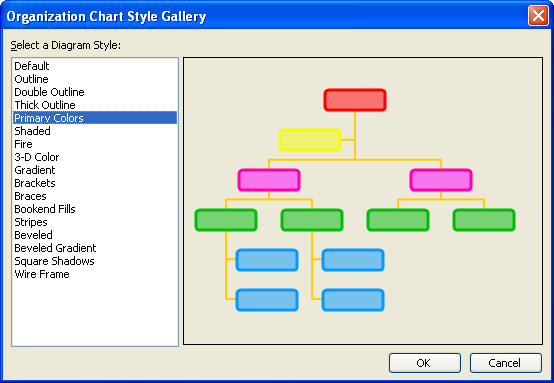 Organization Chart Style Gallery
Select a Diagram Style:
Default
Outline
Double Outline
Thick Outline
Primary Colors
Shaded
Fire
3-D Color
Gradient
Brackets
Braces
Bookend Fills
Stripes
Beveled
Beveled Gradient
Square Shadows
Wire Frame
OK
Cancel